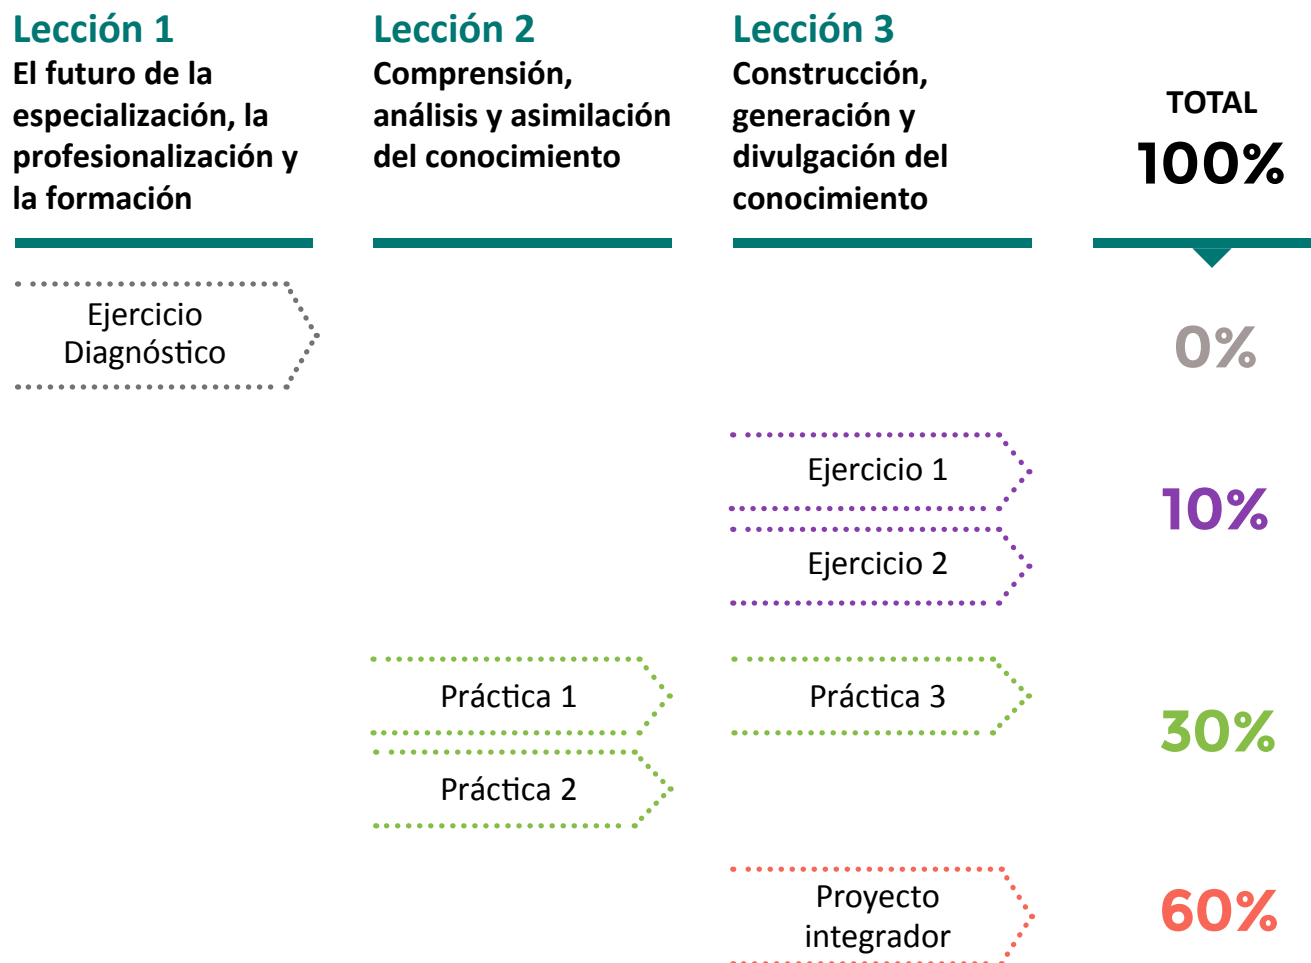 Lección 1
El futuro de la
especialización, la
profesionalización y
la formación
Lección 2
Comprensión,
análisis y asimilación
del conocimiento
Lección 3
Construcción,
generación y
divulgación del
conocimiento
TOTAL
100%
Ejercicio
Diagnóstico
0%
Ejercicio 1
Ejercicio 2
10%
Práctica 1
Práctica 2
Práctica 3
30%
Proyecto
integrador
60%